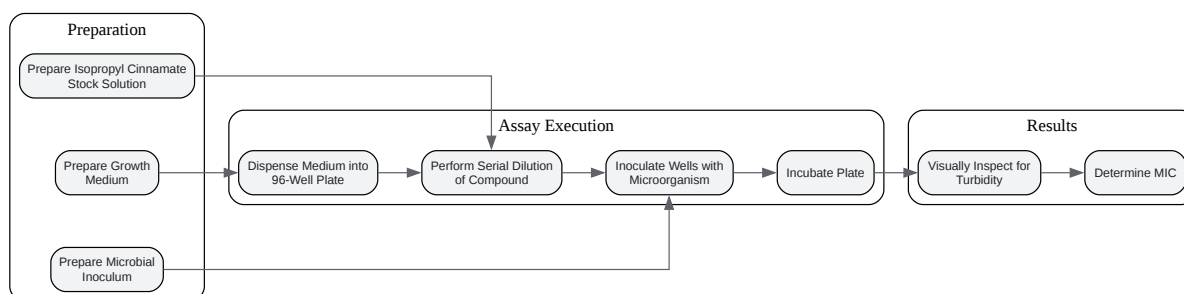 Preparation
Prepare Isopropyl Cinnamate
Stock Solution
Prepare Growth
Medium
Prepare Microbial
Inoculum
Assay Execution
Dispense Medium into
96-Well Plate
Perform Serial Dilution
of Compound
Inoculate Wells with
Microorganism
Incubate Plate
Results
Visually Inspect for
Turbidity
Determine MIC